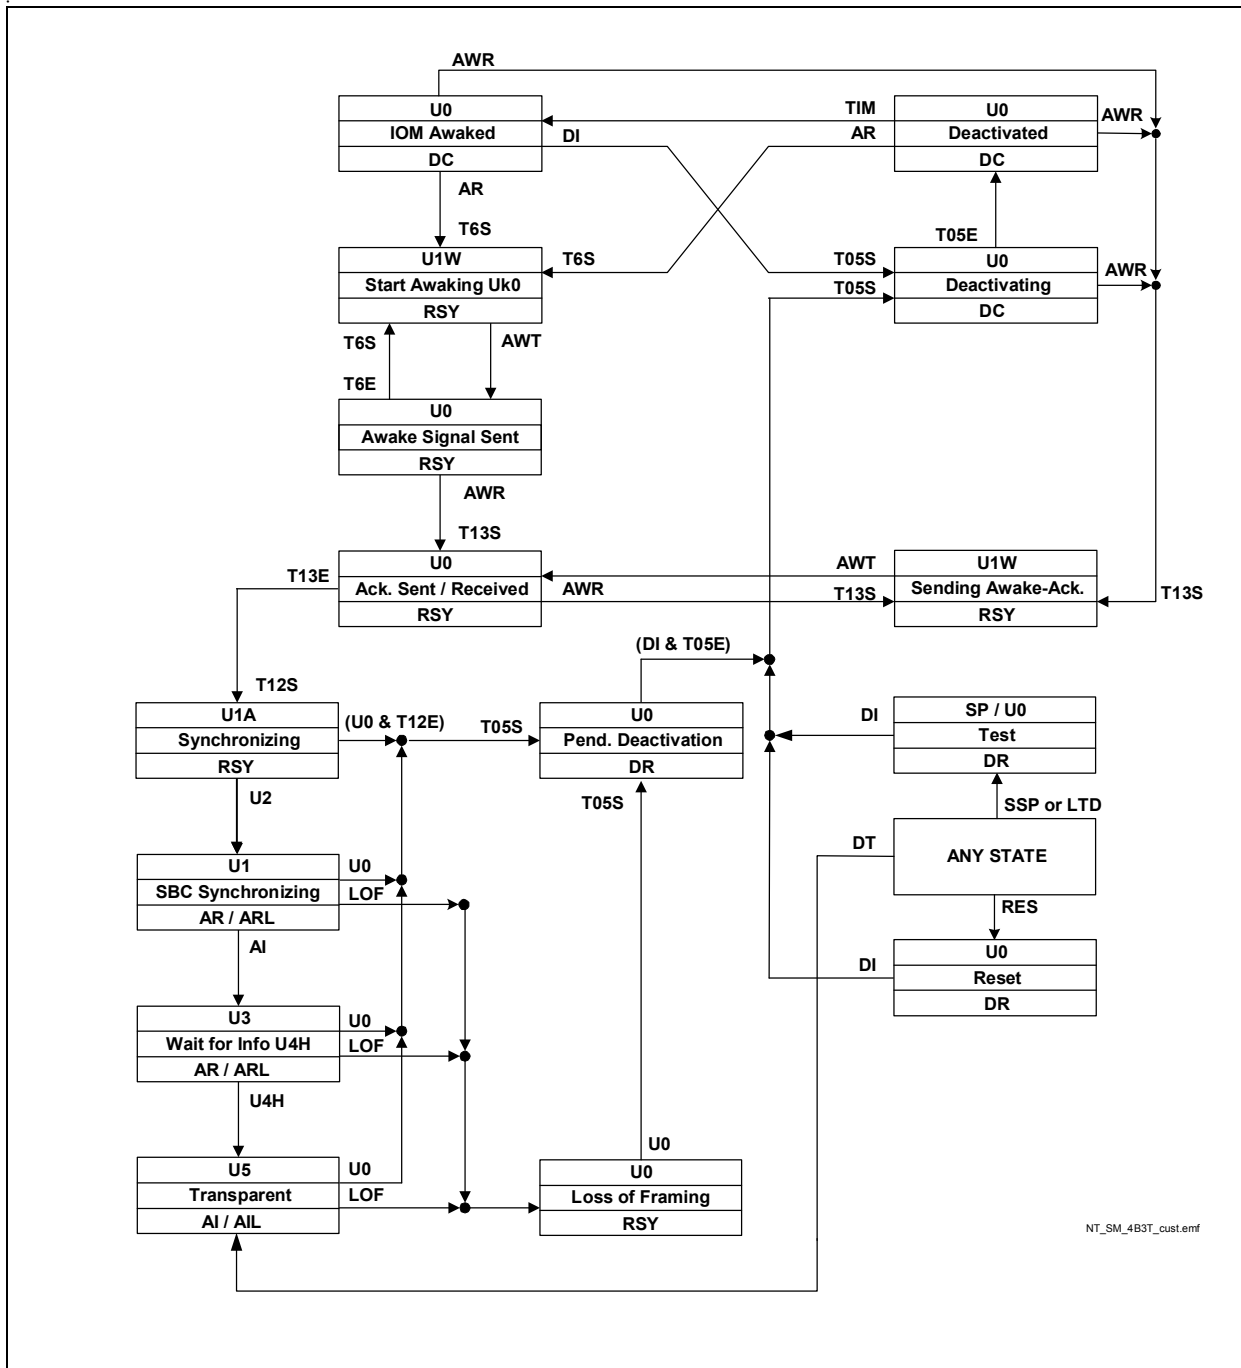 AWR
U0
IOM Awaked
DC
TIM
DI
AR
U0
Deactivated
DC
AWR
AR
T6S
T05E
U1W
Start Awaking Uk0
RSY
T6S
T05S
T05S
U0
Deactivating
DC
AWR
T6S
AWT
T6E
U0
Awake Signal Sent
RSY
AWR
T13S
T13E
U0
Ack. Sent / Received
RSY
AWT
AWR
T13S
U1W
Sending Awake-Ack.
RSY
T13S
(DI & T05E)
T12S
U1A
Synchronizing
RSY
(U0 & T12E)
T05S
U0
Pend. Deactivation
DR
DI
SP / U0
Test
DR
U2
T05S
SSP or LTD
DT
ANY STATE
U1
SBC Synchronizing
AR / ARL
U0
LOF
RES
AI
DI
U0
Reset
DR
U3
Wait for Info U4H
AR / ARL
U0
LOF
U4H
U0
U5
Transparent
AI / AIL
U0
LOF
U0
Loss of Framing
RSY
NT_SM_4B3T_cust.emf